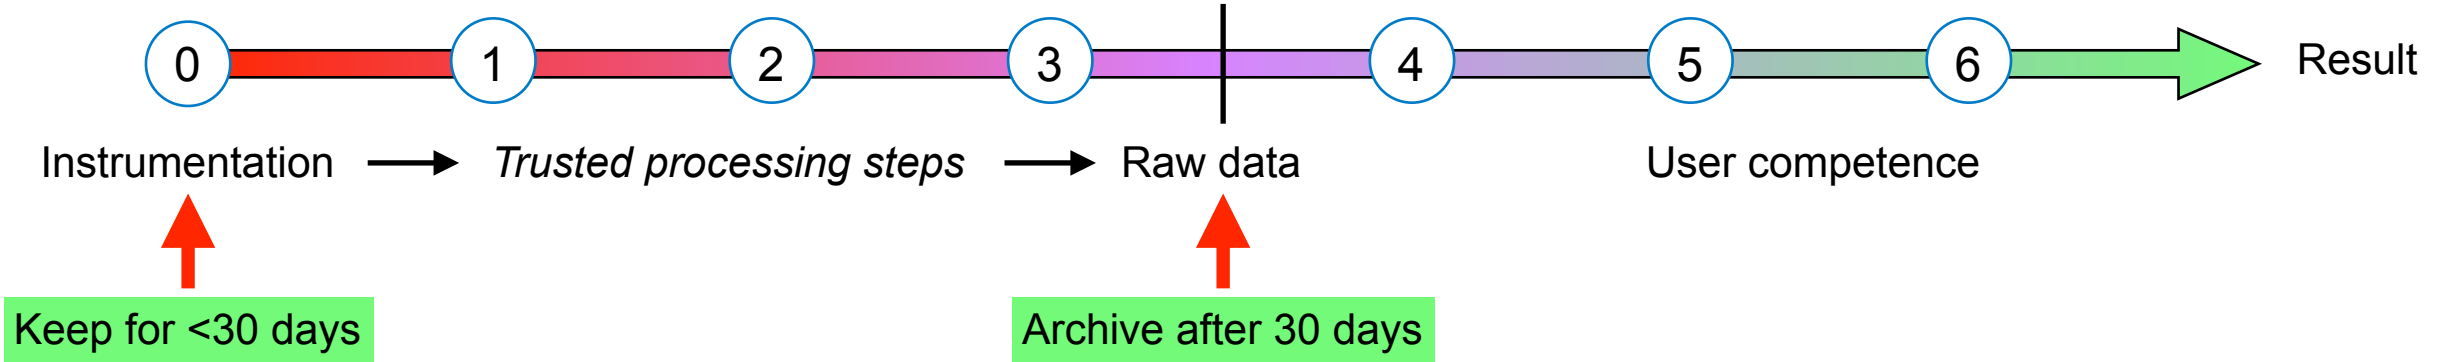 0 1 2 3 4 5 6 Result
Instrumentation Trusted processing steps Raw data User competence
Keep for <30 days Archive after 30 days